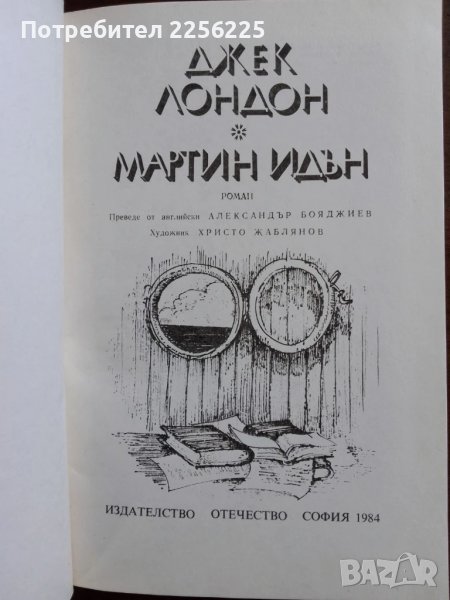 Потребител 2256225
ДЖЕК
ЛОНДОН
МАРТИН ИДЪН
РОМАН
Преведе от английски АЛЕКСАНДЪР БОЯДЖИЕВ
Художник ХРИСТО ЖАБЛЯНОВ
ИЗДАТЕЛСТВО ОТЕЧЕСТВО СОФИЯ 1984
BAZAR